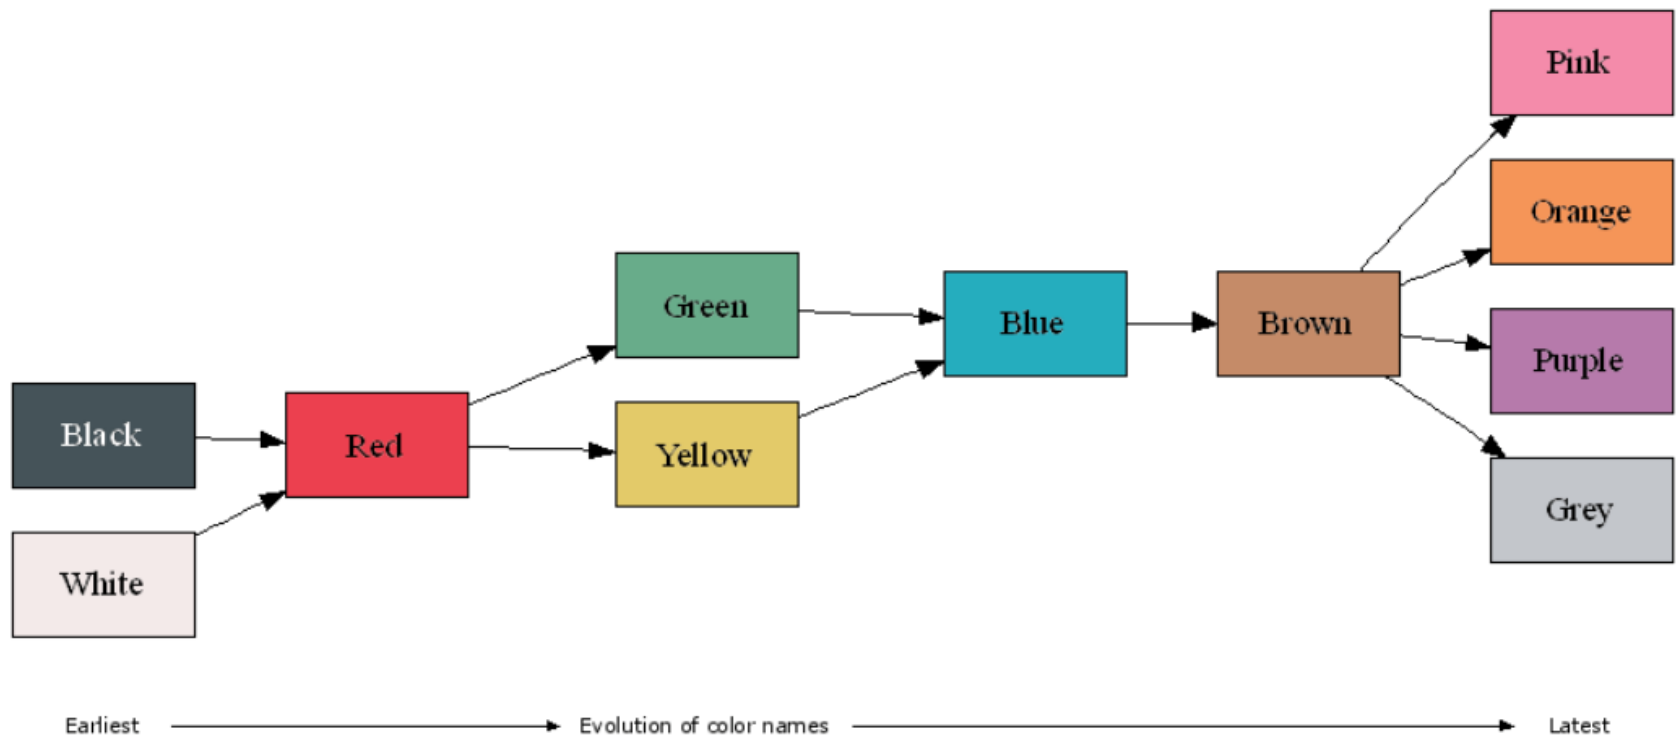 Pink
Orange
Green
Blue
Brown
Purple
Black
Red
Yellow
Grey
White
Earliest
Evolution of color names
Latest